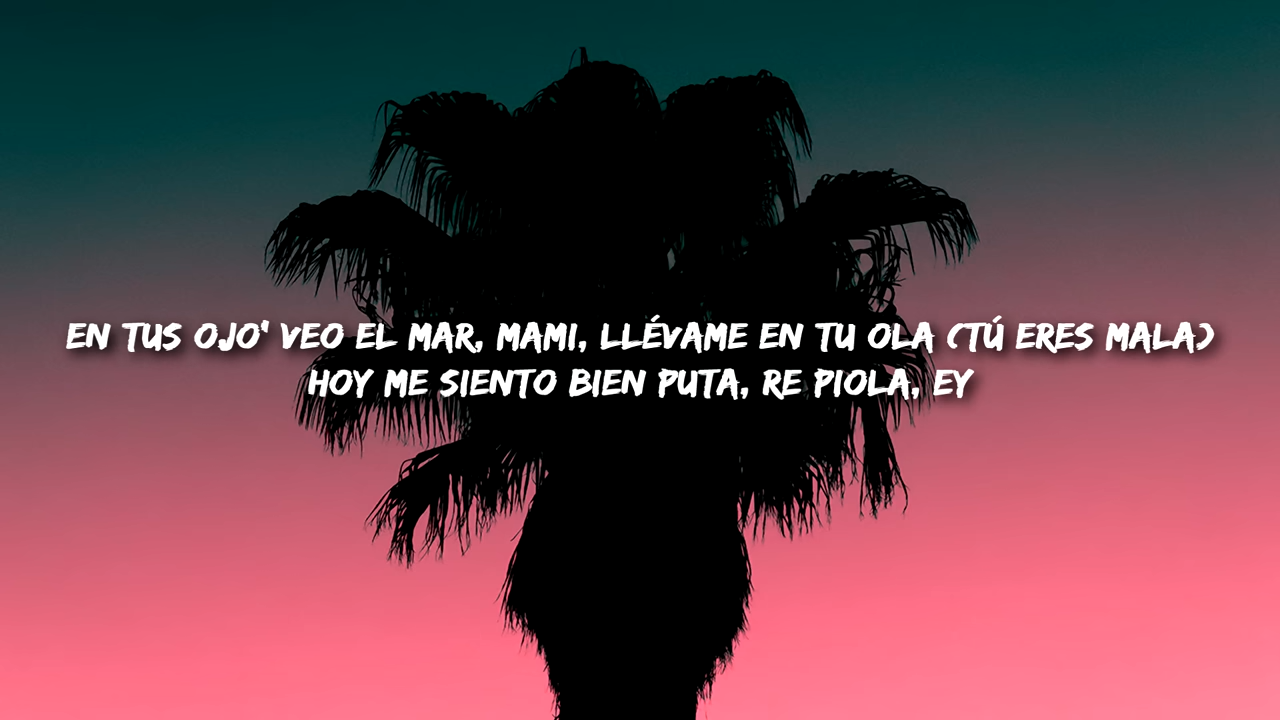 EN TUS OJO' VEO EL MAR, MAMI, LLÉVAME EN TU OLA (TÚ ERES MALA)
HOY ME SIENTO BIEN PUTA, RE PIOLA, EY